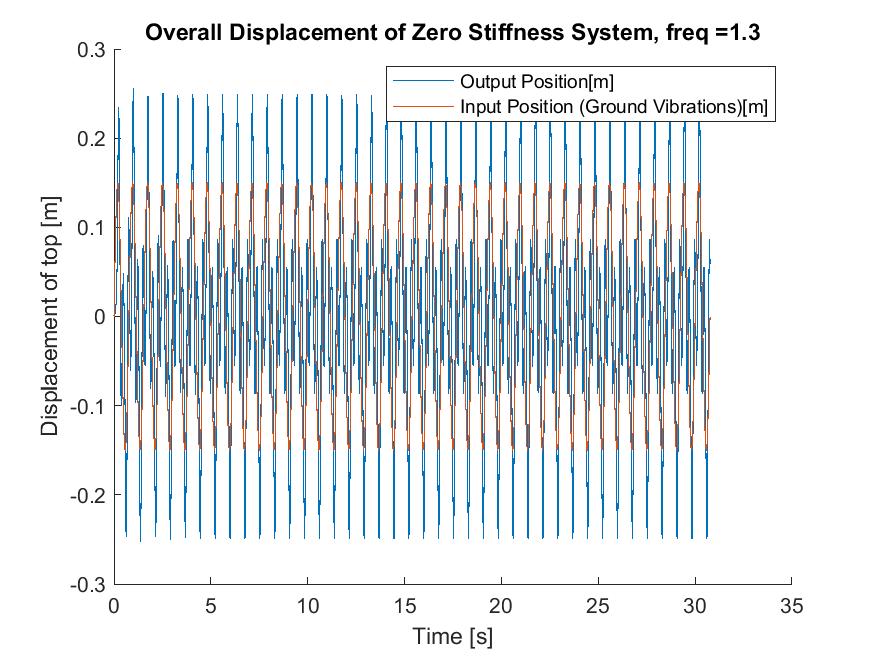 Overall Displacement of Zero Stiffness System, freq =1.3
Output Position[m]
Input Position (Ground Vibrations)[m]
Displacement of top [m]
0.3
0.2
0.1
0
-0.1
-0.2
-0.3
0 5 10 15 20 25 30 35
Time [s]